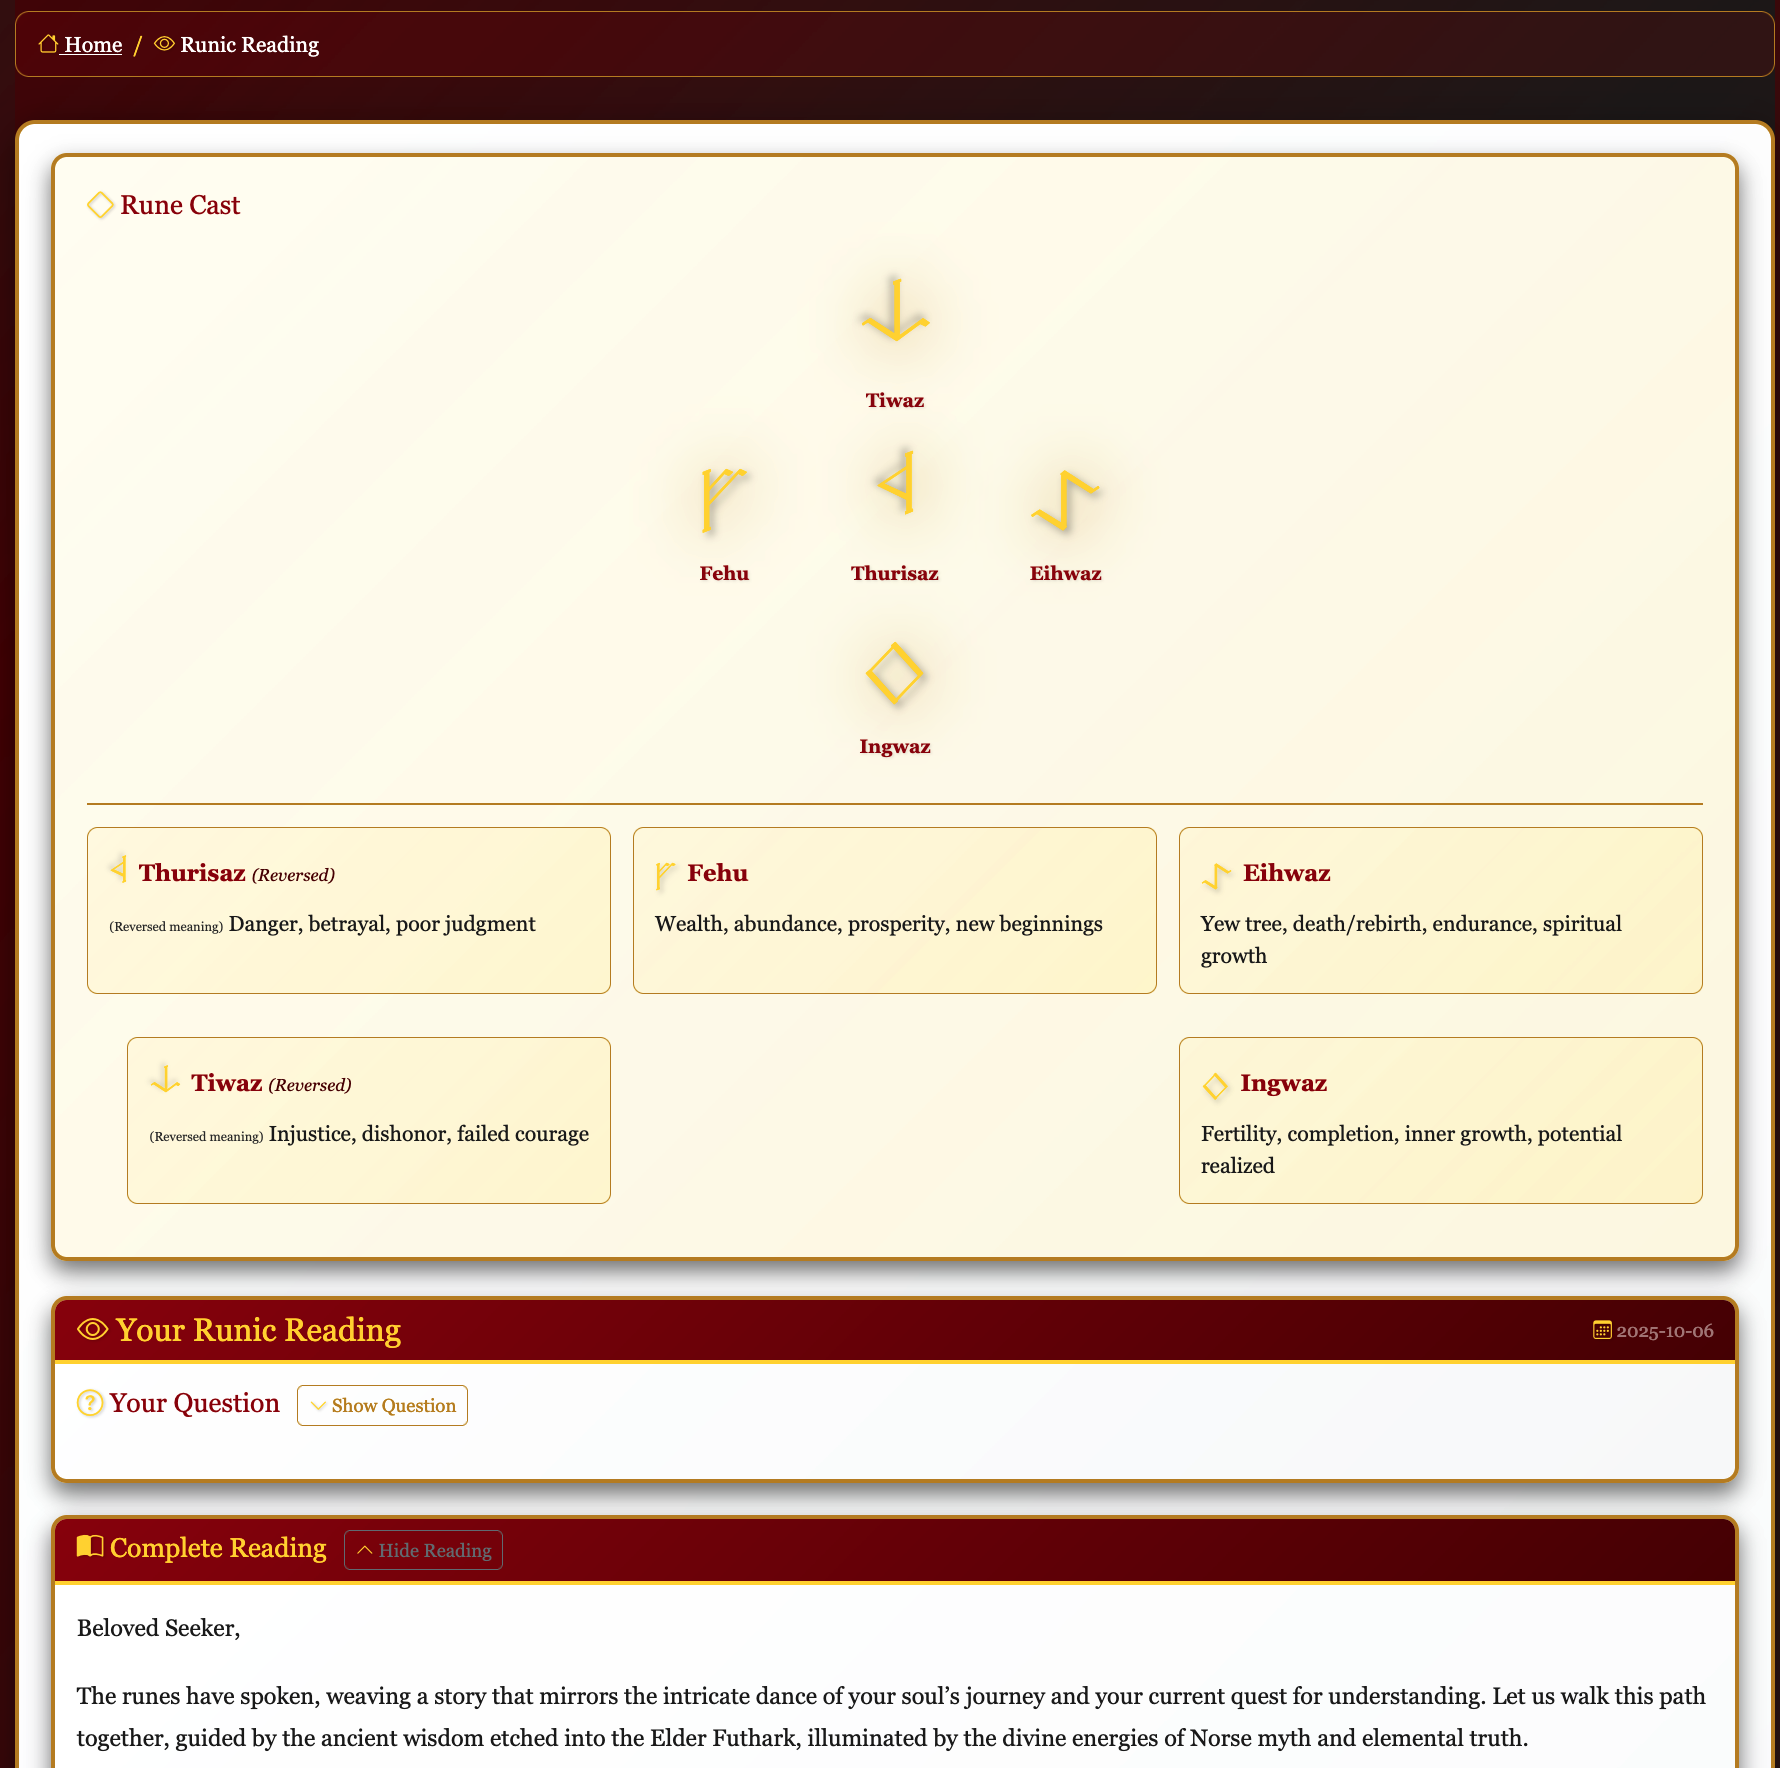 Home / Runic Reading
Rune Cast
Tiwaz
Fehu
Thurisaz
Eihwaz
Ingwaz
Thurisaz (Reversed)
(Reversed meaning) Danger, betrayal, poor judgment
Fehu
Wealth, abundance, prosperity, new beginnings
Eihwaz
Yew tree, death/rebirth, endurance, spiritual
growth
Tiwaz (Reversed)
(Reversed meaning) Injustice, dishonor, failed courage
Ingwaz
Fertility, completion, inner growth, potential
realized
Your Runic Reading
2025-10-06
Your Question
Show Question
Complete Reading
Hide Reading
Beloved Seeker,
The runes have spoken, weaving a story that mirrors the intricate dance of your soul’s journey and your current quest for understanding. Let us walk this path
together, guided by the ancient wisdom etched into the Elder Futhark, illuminated by the divine energies of Norse myth and elemental truth.